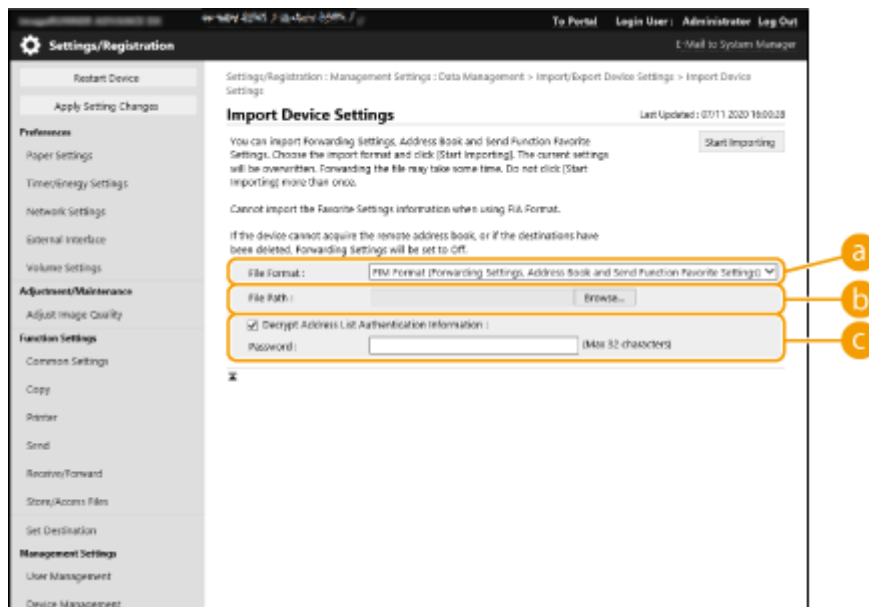 To Portal Login User : Administrator Log Out
Settings/Registration
E-Mail to System Manager
Restart Device
Apply Setting Changes
Preferences
Paper Settings
Timer/Energy Settings
Network Settings
External Interface
Volume Settings
Adjustment/Maintenance
Adjust Image Quality
Function Settings
Common Settings
Copy
Printer
Send
Receive/Forward
Store/Access Files
Set Destination
Management Settings
User Management
Device Management
Settings/Registration : Management Settings : Data Management > Import/Export Device Settings > Import Device
Settings
Import Device Settings
Last Updated : 07/11 2020 16:00:28
You can import Forwarding Settings, Address Book and Send Function Favorite
Settings. Choose the import format and click [Start Importing]. The current settings
will be overwritten. Forwarding the file may take some time. Do not click [Start
Importing] more than once.
Start Importing
Cannot import the Favorite Settings information when using FIA Format.
If the device cannot acquire the remote address book, or if the destinations have
been deleted, Forwarding Settings will be set to Off.
File Format : FIM Format (Forwarding Settings, Address Book and Send Function Favorite Settings)
a
File Path : Browse...
b
Decrypt Address List Authentication Information :
Password : (Max 32 characters)
c